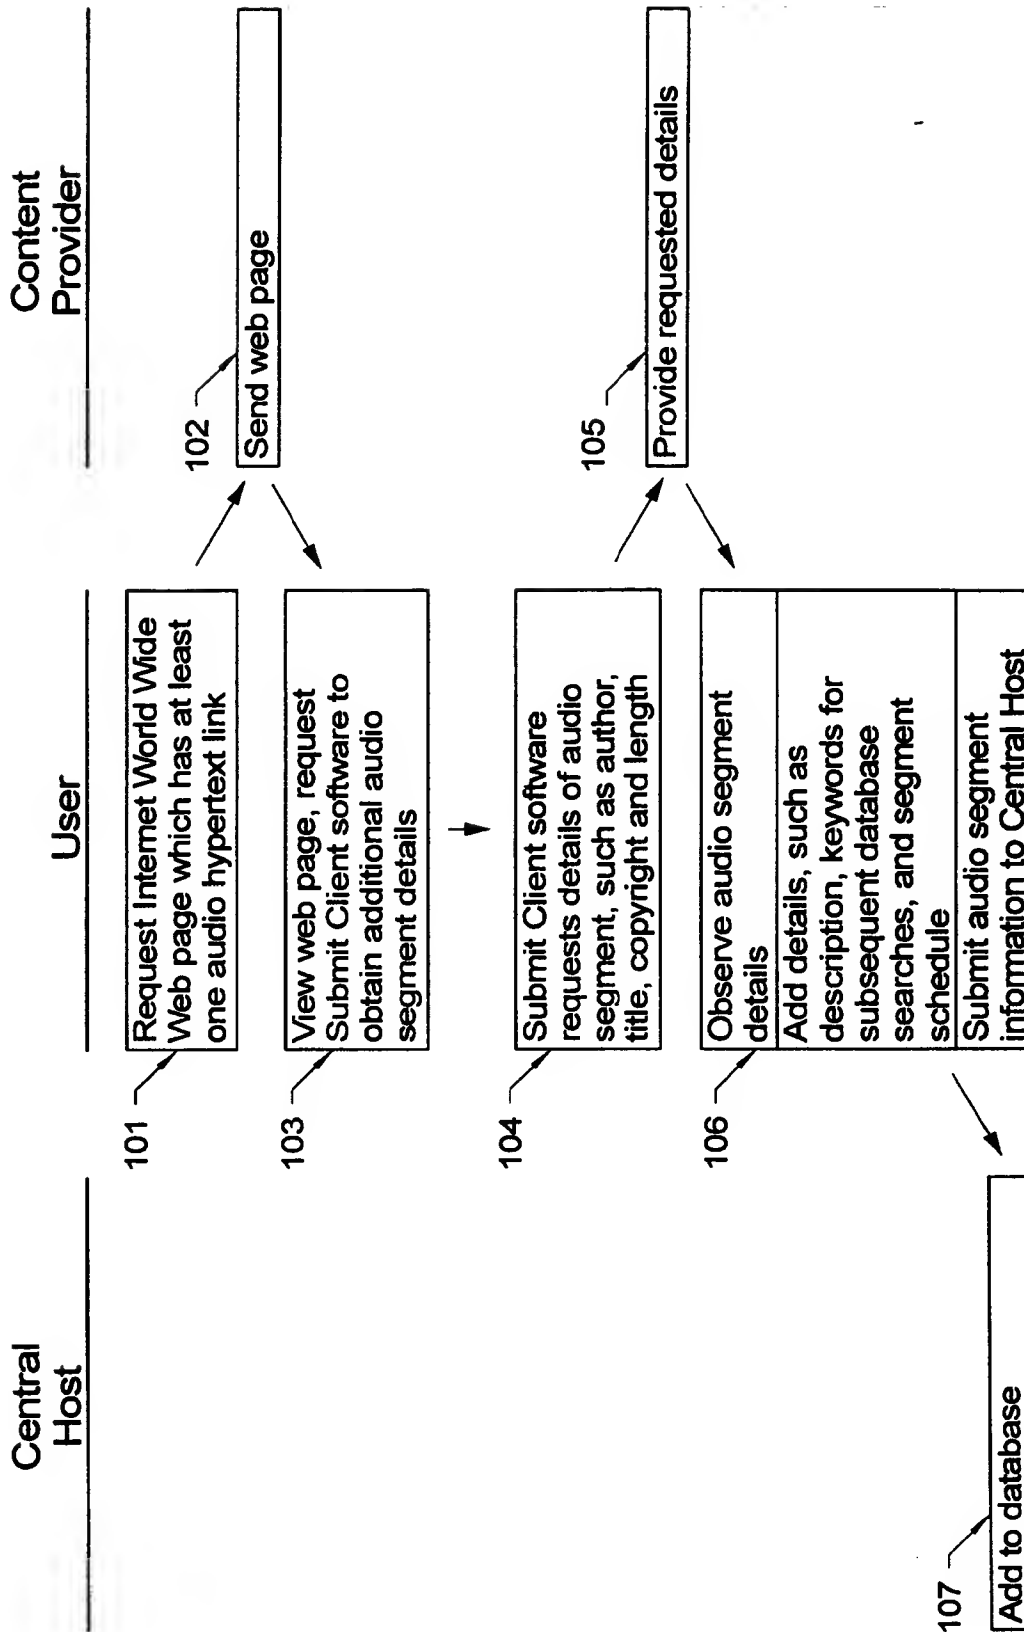 Central
Host
User
Content
Provider
101
Request Internet World Wide
Web page which has at least
one audio hypertext link
102
Send web page
103
View web page, request
Submit Client software to
obtain additional audio
segment details
104
Submit Client software
requests details of audio
segment, such as author,
title, copyright and length
105
Provide requested details
106
Observe audio segment
details
Add details, such as
description, keywords for
subsequent database
searches, and segment
schedule
Submit audio segment
information to Central Host
107
Add to database